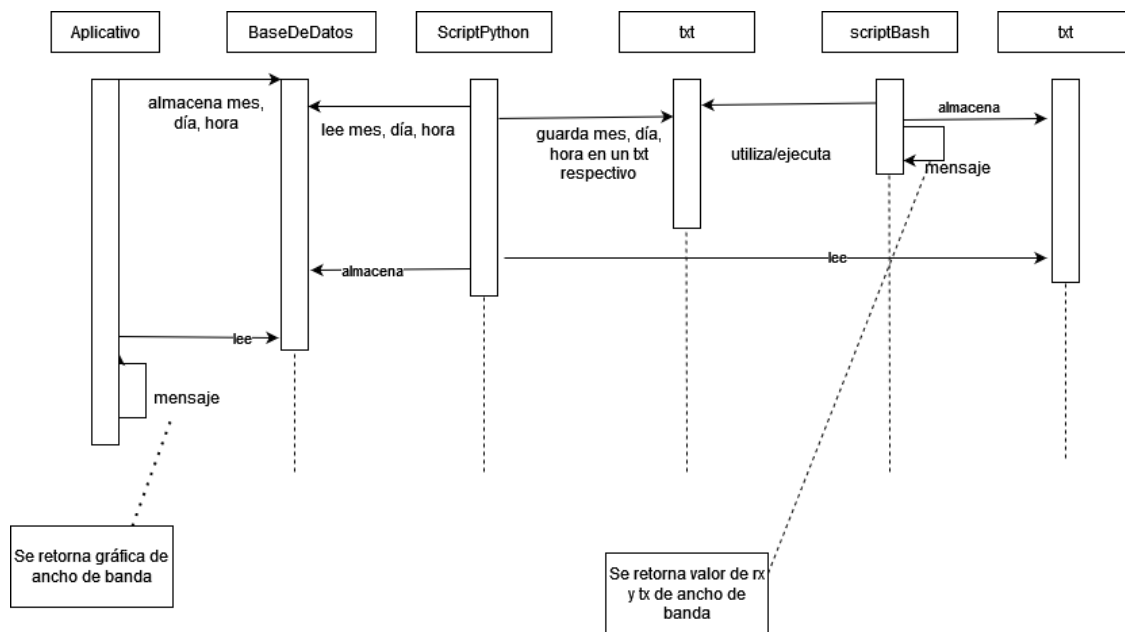 Aplicativo
BaseDeDatos
ScriptPython
txt
scriptBash
txt
almacena mes,
día, hora
lee mes, día, hora
guarda mes, día,
hora en un txt
respectivo
utiliza/ejecuta
almacena
mensaje
almacena
lee
lee
mensaje
Se retorna gráfica de
ancho de banda
Se retorna valor de rx
y tx de ancho de
banda